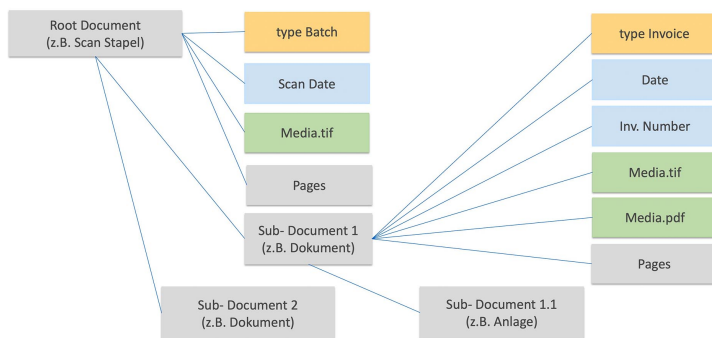 Root Document
(z.B. Scan Stapel)
type Batch
Scan Date
Media.tif
Pages
Sub- Document 1
(z.B. Dokument)
Sub- Document 2
(z.B. Dokument)
Sub- Document 1.1
(z.B. Anlage)
type Invoice
Date
Inv. Number
Media.tif
Media.pdf
Pages